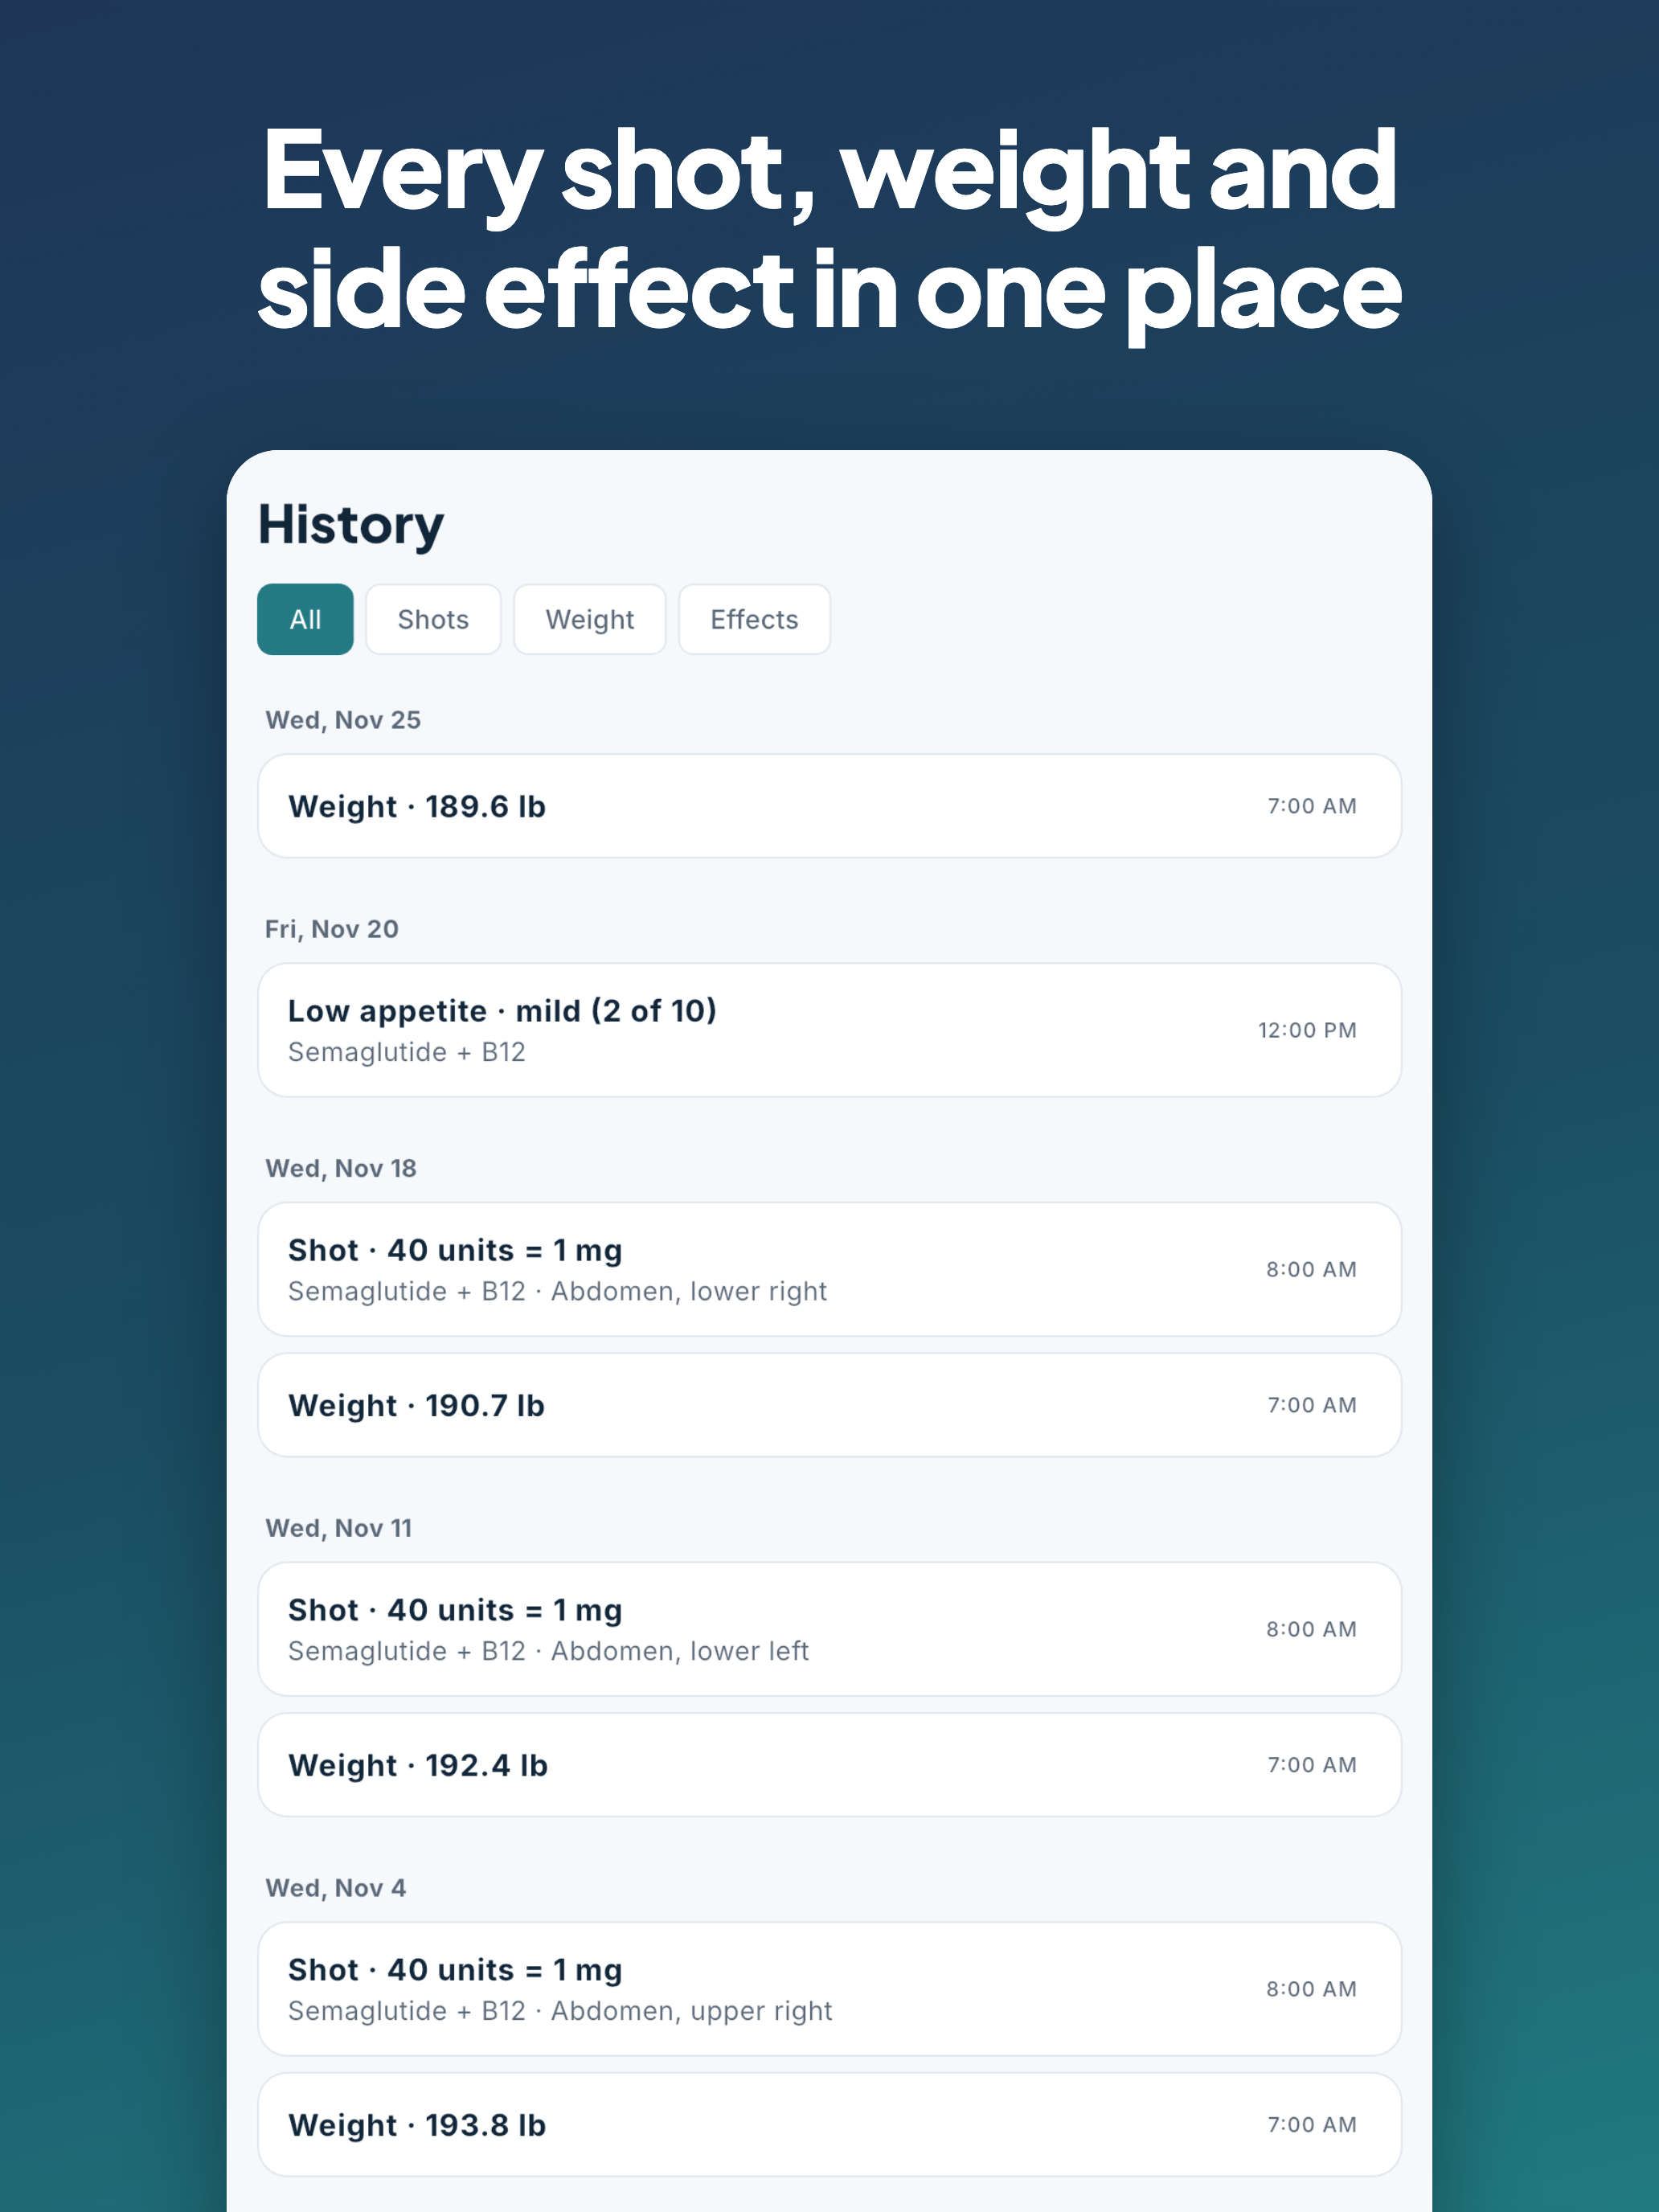 Every shot, weight and
side effect in one place
History
All
Shots
Weight
Effects
Wed, Nov 25
Weight · 189.6 lb
7:00 AM
Fri, Nov 20
Low appetite · mild (2 of 10)
Semaglutide + B12
12:00 PM
Wed, Nov 18
Shot · 40 units = 1 mg
Semaglutide + B12 · Abdomen, lower right
8:00 AM
Weight · 190.7 lb
7:00 AM
Wed, Nov 11
Shot · 40 units = 1 mg
Semaglutide + B12 · Abdomen, lower left
8:00 AM
Weight · 192.4 lb
7:00 AM
Wed, Nov 4
Shot · 40 units = 1 mg
Semaglutide + B12 · Abdomen, upper right
8:00 AM
Weight · 193.8 lb
7:00 AM